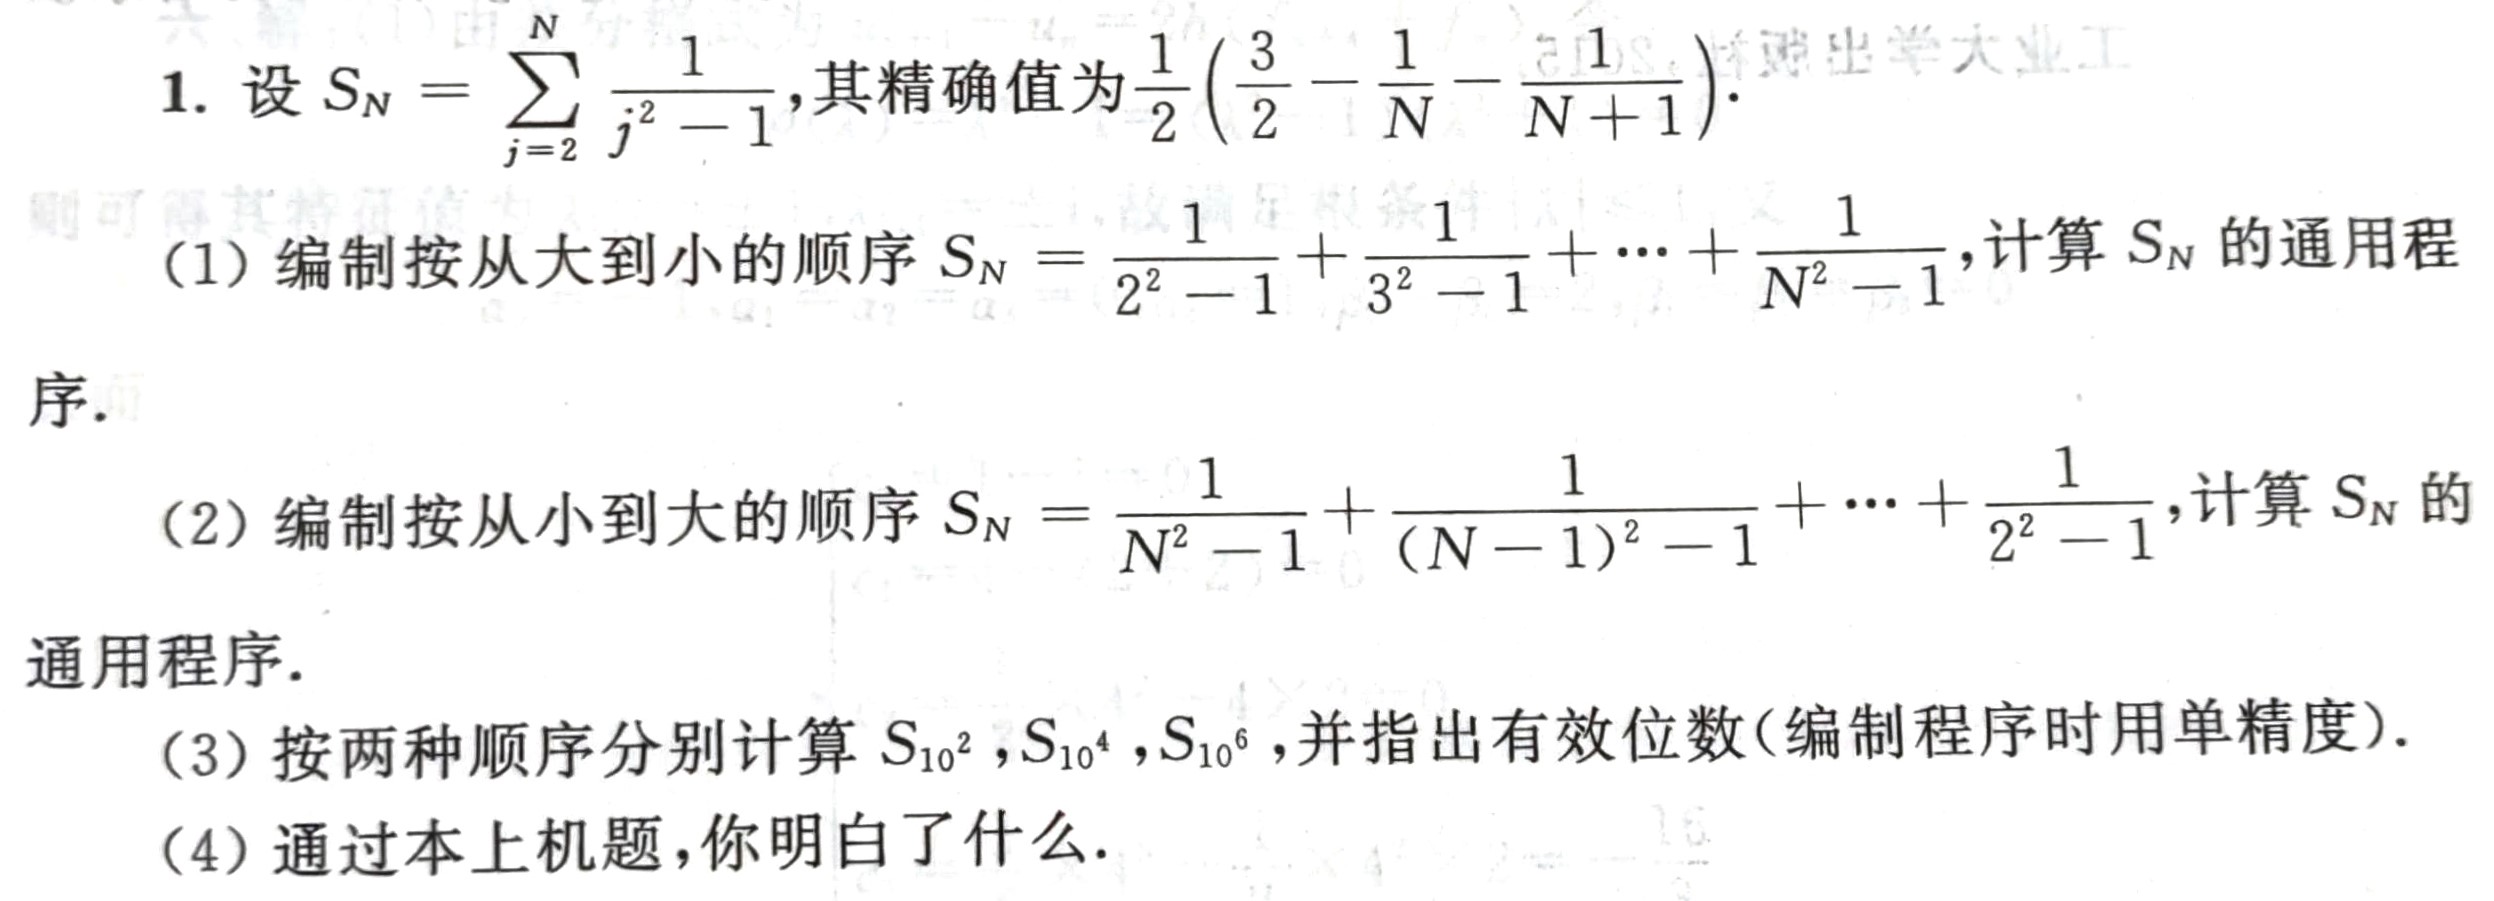 1. 设 $S_N = \sum_{j=2}^{N} \frac{1}{j^2-1}$,其精确值为$\frac{1}{2}\left(\frac{3}{2}-\frac{1}{N}-\frac{1}{N+1}\right)$.
(1) 编制按从大到小的顺序 $S_N = \frac{1}{2^2-1}+\frac{1}{3^2-1}+\cdots+\frac{1}{N^2-1}$,计算 $S_N$ 的通用程
序.
(2) 编制按从小到大的顺序 $S_N = \frac{1}{N^2-1}+\frac{1}{(N-1)^2-1}+\cdots+\frac{1}{2^2-1}$,计算 $S_N$ 的
通用程序.
(3) 按两种顺序分别计算 $S_{10^2}$,$S_{10^4}$,$S_{10^6}$,并指出有效位数(编制程序时用单精度).
(4) 通过本上机题,你明白了什么.